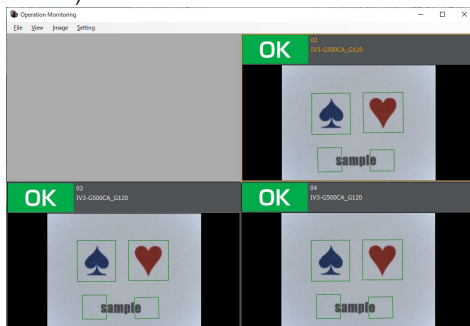 )
Operation Monitoring
File View Image Setting
OK
02
IV3-G500CA_G120
sample
OK
03
IV3-G500CA_G120
sample
OK
04
IV3-G500CA_G120
sample